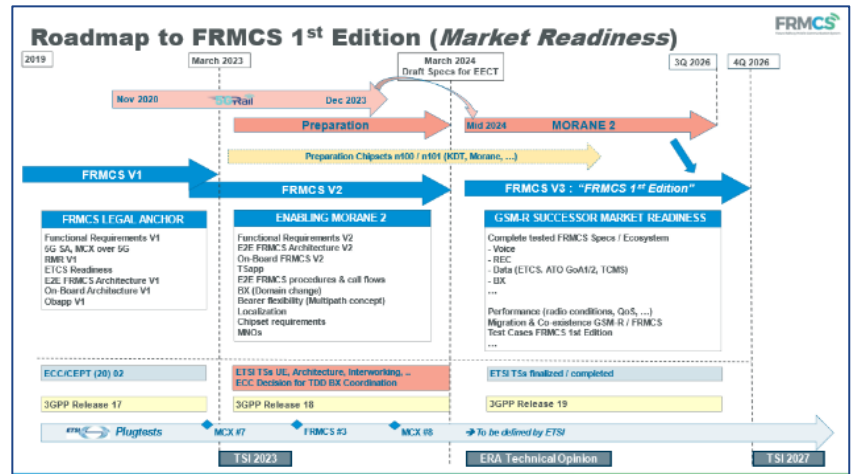 FRMCS
Roadmap to FRMCS 1st Edition (Market Readiness)
2019
March 2023
March 2024
Draft Specs for EECT
3Q 2026
4Q 2026
Nov 2020
5GRail
Dec 2023
Preparation
Mid 2024
MORANE 2
Preparation Chipsets n100 / n101 (KDT, Morane, ...)
FRMCS V1
FRMCS V2
FRMCS V3 : "FRMCS 1st Edition"
FRMCS LEGAL ANCHOR
Functional Requirements V1
5G SA, MCX over 5G
RMR V1
ETCS Readiness
E2E FRMCS Architecture V1
On-Board Architecture V1
Obapp V1
ENABLING MORANE 2
Functional Requirements V2
E2E FRMCS Architecture V2
On-Board FRMCS V2
TSapp
E2E FRMCS procedures & call flows
BX (Domain change)
Bearer flexibility (Multipath concept)
Localization
Chipset requirements
MNOs
GSM-R SUCCESSOR MARKET READINESS
Complete tested FRMCS Specs / Ecosystem
- Voice
- REC
- Data (ETCS, ATO GoA1/2, TCMS)
- BX
...
Performance (radio conditions, QoS, ...)
Migration & Co-existence GSM-R / FRMCS
Test Cases FRMCS 1st Edition
...
ECC/CEPT (20) 02
ETSI TSs UE, Architecture, Interworking, ..
ECC Decision for TDD BX Coordination
ETSI TSs finalized / completed
3GPP Release 17
3GPP Release 18
3GPP Release 19
ETSI Plugtests
MCX #7
FRMCS #3
MCX #8
➔ To be defined by ETSI
TSI 2023
ERA Technical Opinion
TSI 2027